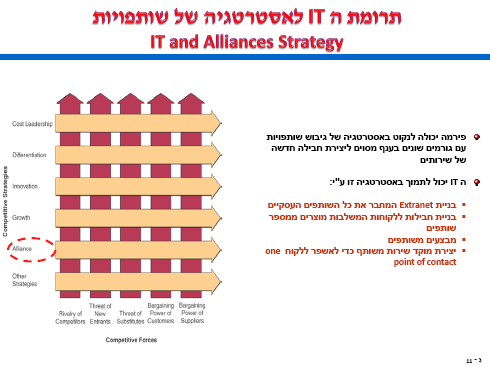 תרומת ה IT לאסטרטגיה של שותפויות
IT and Alliances Strategy
פירמה יכולה לנקוט באסטרטגיה של גיבוש שותפויות
עם גורמים שונים בענף מסוים ליצירת חבילה חדשה
של שירותים
ה IT יכול לתמוך באסטרטגיה זו ע"י:
בניית Extranet המחבר את כל השותפים העסקיים
בניית חבילות ללקוחות המשלבות מוצרים ממספר
שותפים
מבצעים משותפים
יצירת מוקד שירות משותף כדי לאשפר ללקוח one
point of contact
Competitive Strategies
Cost Leadership
Differentiation
Innovation
Growth
Alliance
Other
Strategies
Rivalry of
Competitors
Threat of
New
Entrants
Threat of
Substitutes
Bargaining
Power of
Customers
Bargaining
Power of
Suppliers
Competitive Forces
ג - 11